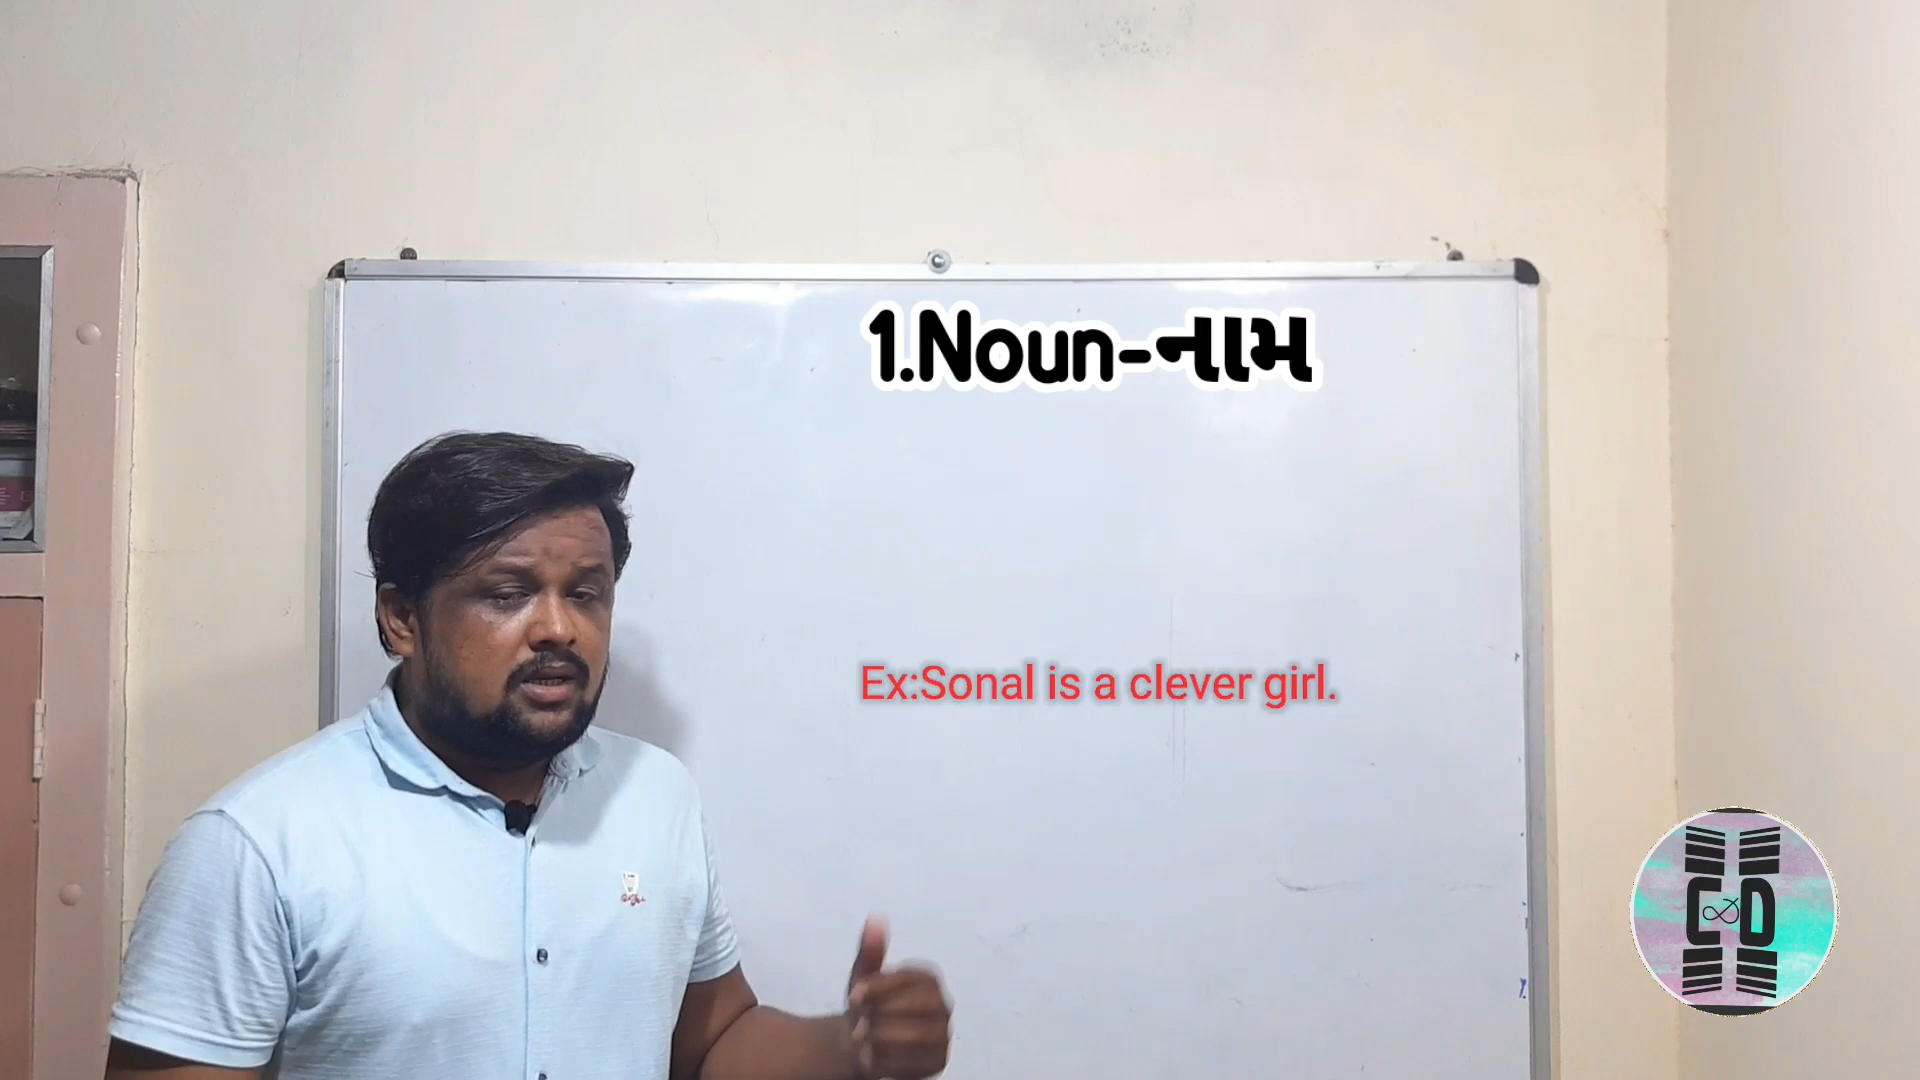 1.Noun-નામ
Ex:Sonal is a clever girl.
C&D